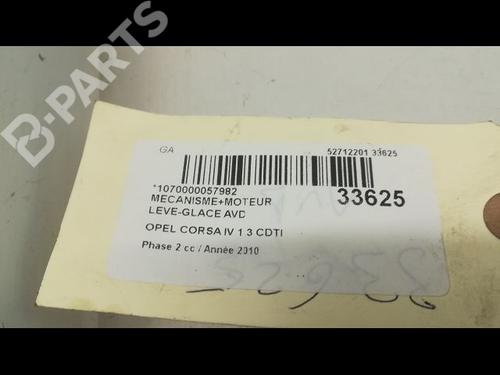 B-PARTS
GA 52712201 33625
*1070000057982
MECANISME+MOTEUR 33625
LEVE-GLACE AVD
OPEL CORSA IV 1 3 CDTI
Phase 2 cc / Année 2010
33625